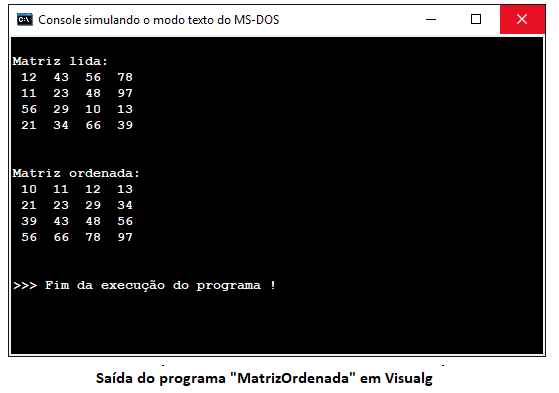 Console simulando o modo texto do MS-DOS
Matriz lida:
12 43 56 78
11 23 48 97
56 29 10 13
21 34 66 39
Matriz ordenada:
10 11 12 13
21 23 29 34
39 43 48 56
56 66 78 97
>>> Fim da execução do programa !
Saída do programa "MatrizOrdenada" em Visualg